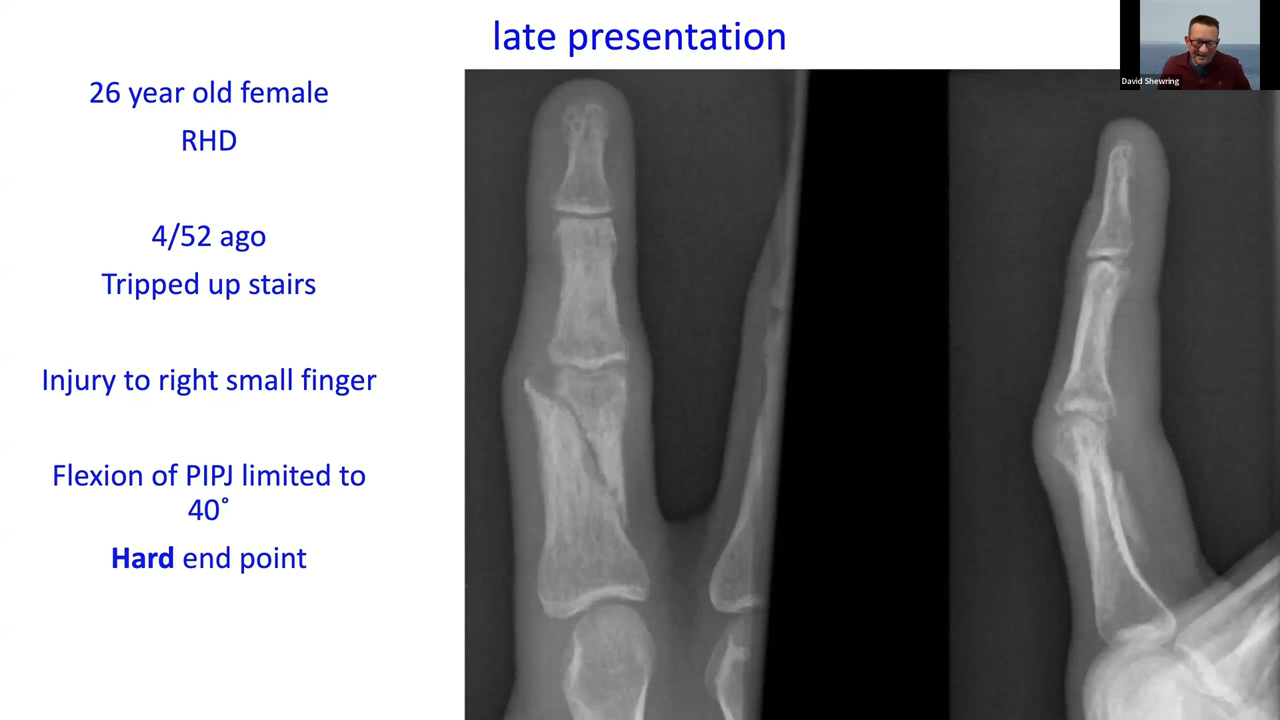 late presentation
David Shewring
26 year old female
RHD
4/52 ago
Tripped up stairs
Injury to right small finger
Flexion of PIPJ limited to
40˚
Hard end point